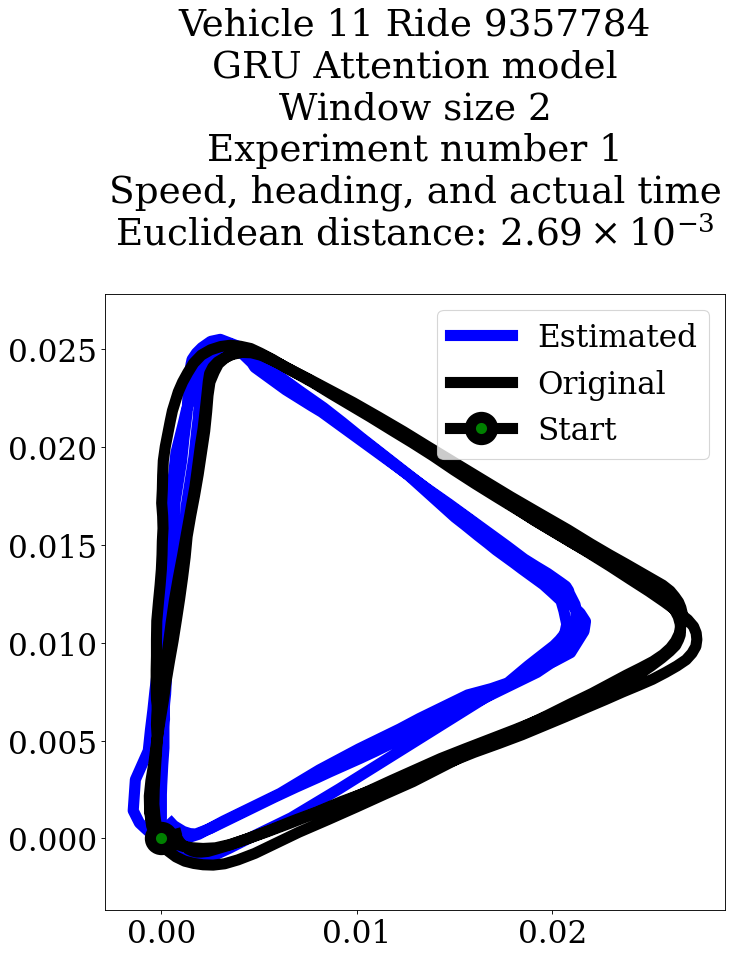 Vehicle 11 Ride 9357784
GRU Attention model
Window size 2
Experiment number 1
Speed, heading, and actual time
Euclidean distance: 2.69 × 10⁻³
Estimated
Original
Start
0.025
0.020
0.015
0.010
0.005
0.000
0.00 0.01 0.02